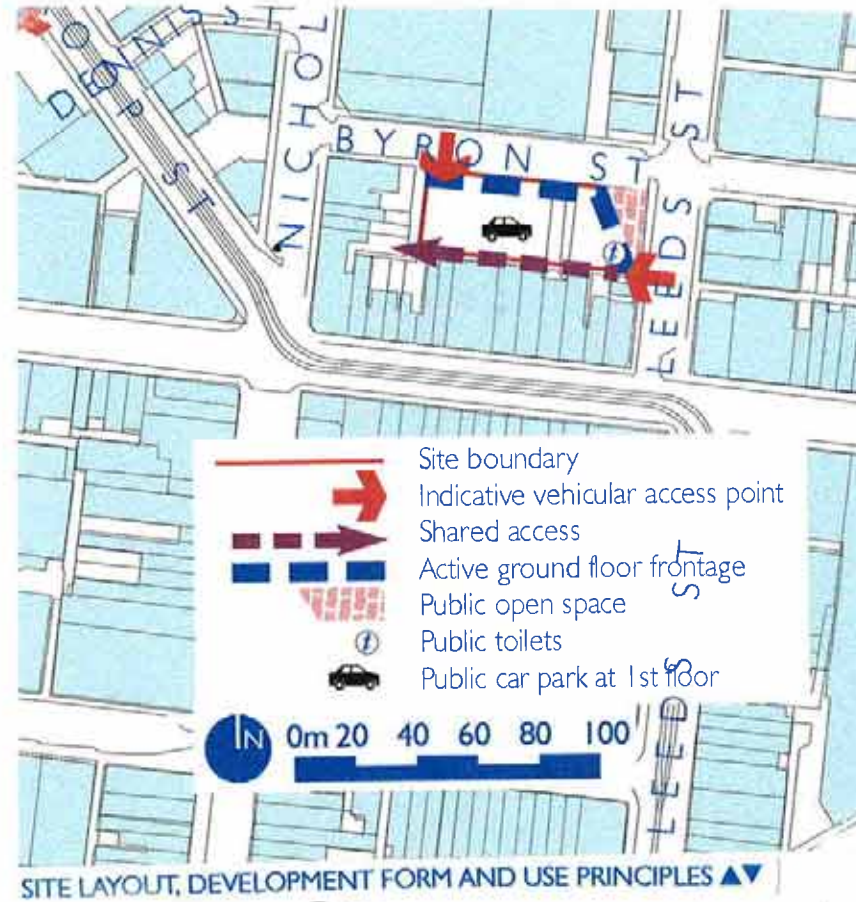 DENNIS ST
OP ST
NICHOL
BYRON ST
LEEDS ST
Site boundary
Indicative vehicular access point
Shared access
Active ground floor frontage
Public open space
Public toilets
Public car park at 1st floor
N 0m 20 40 60 80 100
LEEDS ST
SITE LAYOUT, DEVELOPMENT FORM AND USE PRINCIPLES ▲▼